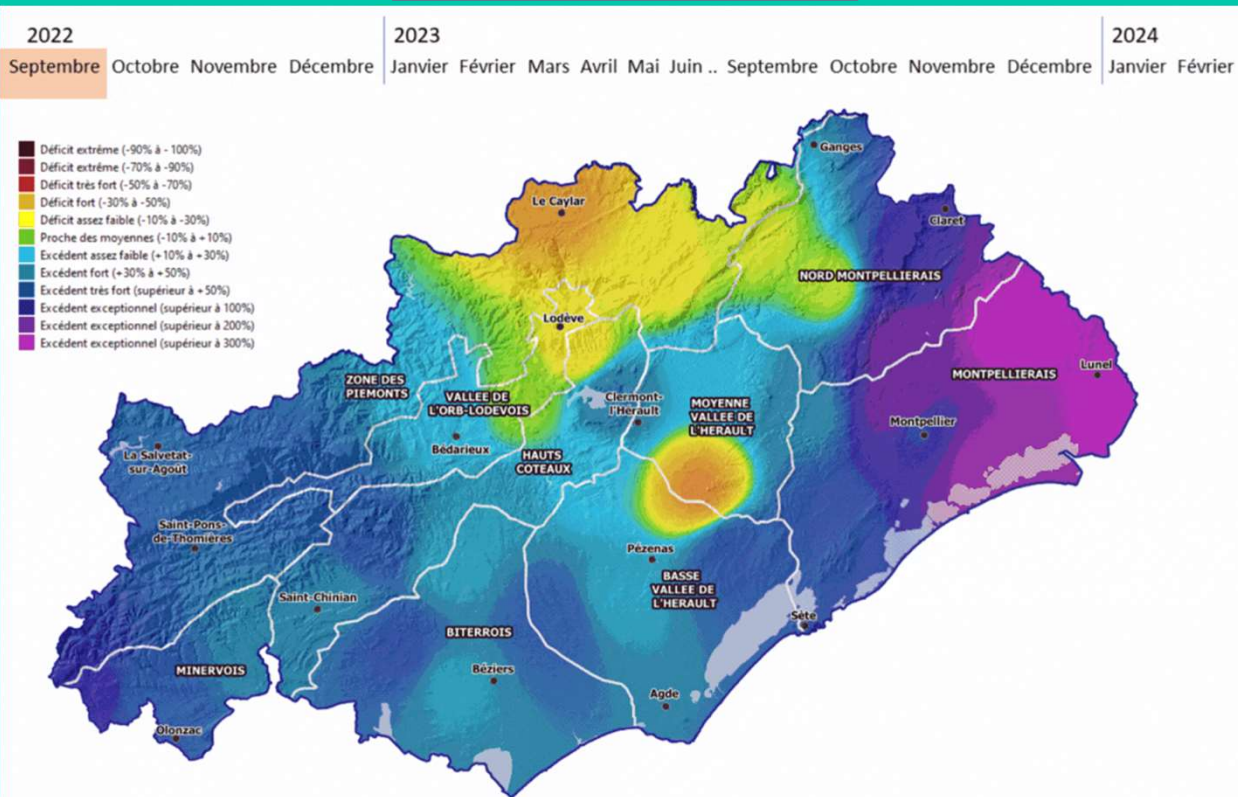 2022
2023
2024
Septembre Octobre Novembre Décembre Janvier Février Mars Avril Mai Juin .. Septembre Octobre Novembre Décembre Janvier Février
Déficit extrême (-90% à - 100%)
Déficit extrême (-70% à -90%)
Déficit très fort (-50% à -70%)
Déficit fort (-30% à -50%)
Déficit assez faible (-10% à -30%)
Proche des moyennes (-10% à +10%)
Excédent assez faible (+10% à +30%)
Excédent fort (+30% à +50%)
Excédent très fort (supérieur à +50%)
Excédent exceptionnel (supérieur à 100%)
Excédent exceptionnel (supérieur à 200%)
Excédent exceptionnel (supérieur à 300%)
Ganges
Le Caylar
Claret
NORD MONTPELLIERAIS
Lodève
Lunel
MONTPELLIERAIS
ZONE DES
PIEMONTS
VALLEE DE
L'ORB-LODEVOIS
Clermont-
l'Hérault
MOYENNE
VALLEE DE
L'HERAULT
Montpellier
La Salvetat-
sur-Agoût
Bédarieux
HAUTS
COTEAUX
Saint-Pons-
de-Thomières
Pézenas
BASSE
VALLEE DE
L'HERAULT
Saint-Chinian
Sète
BITERROIS
MINERVOIS
Béziers
Agde
Olonzac